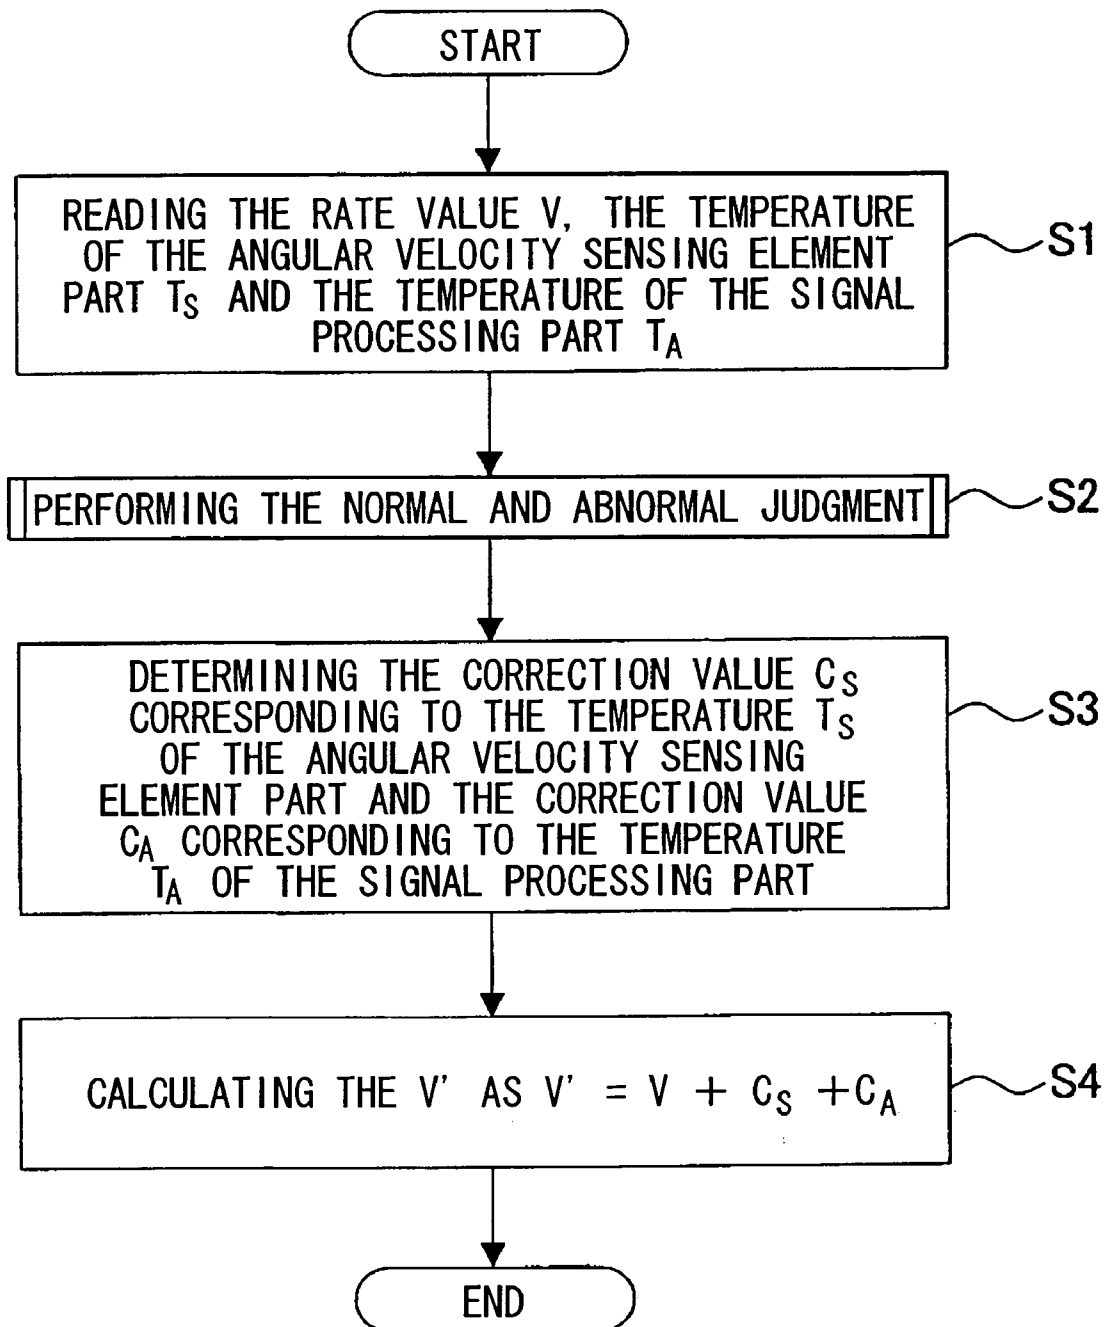 START
READING THE RATE VALUE V, THE TEMPERATURE
OF THE ANGULAR VELOCITY SENSING ELEMENT
PART TS AND THE TEMPERATURE OF THE SIGNAL
PROCESSING PART TA
S1
PERFORMING THE NORMAL AND ABNORMAL JUDGMENT
S2
DETERMINING THE CORRECTION VALUE CS
CORRESPONDING TO THE TEMPERATURE TS
OF THE ANGULAR VELOCITY SENSING
ELEMENT PART AND THE CORRECTION VALUE
CA CORRESPONDING TO THE TEMPERATURE
TA OF THE SIGNAL PROCESSING PART
S3
CALCULATING THE V' AS V' = V + CS +CA
S4
END